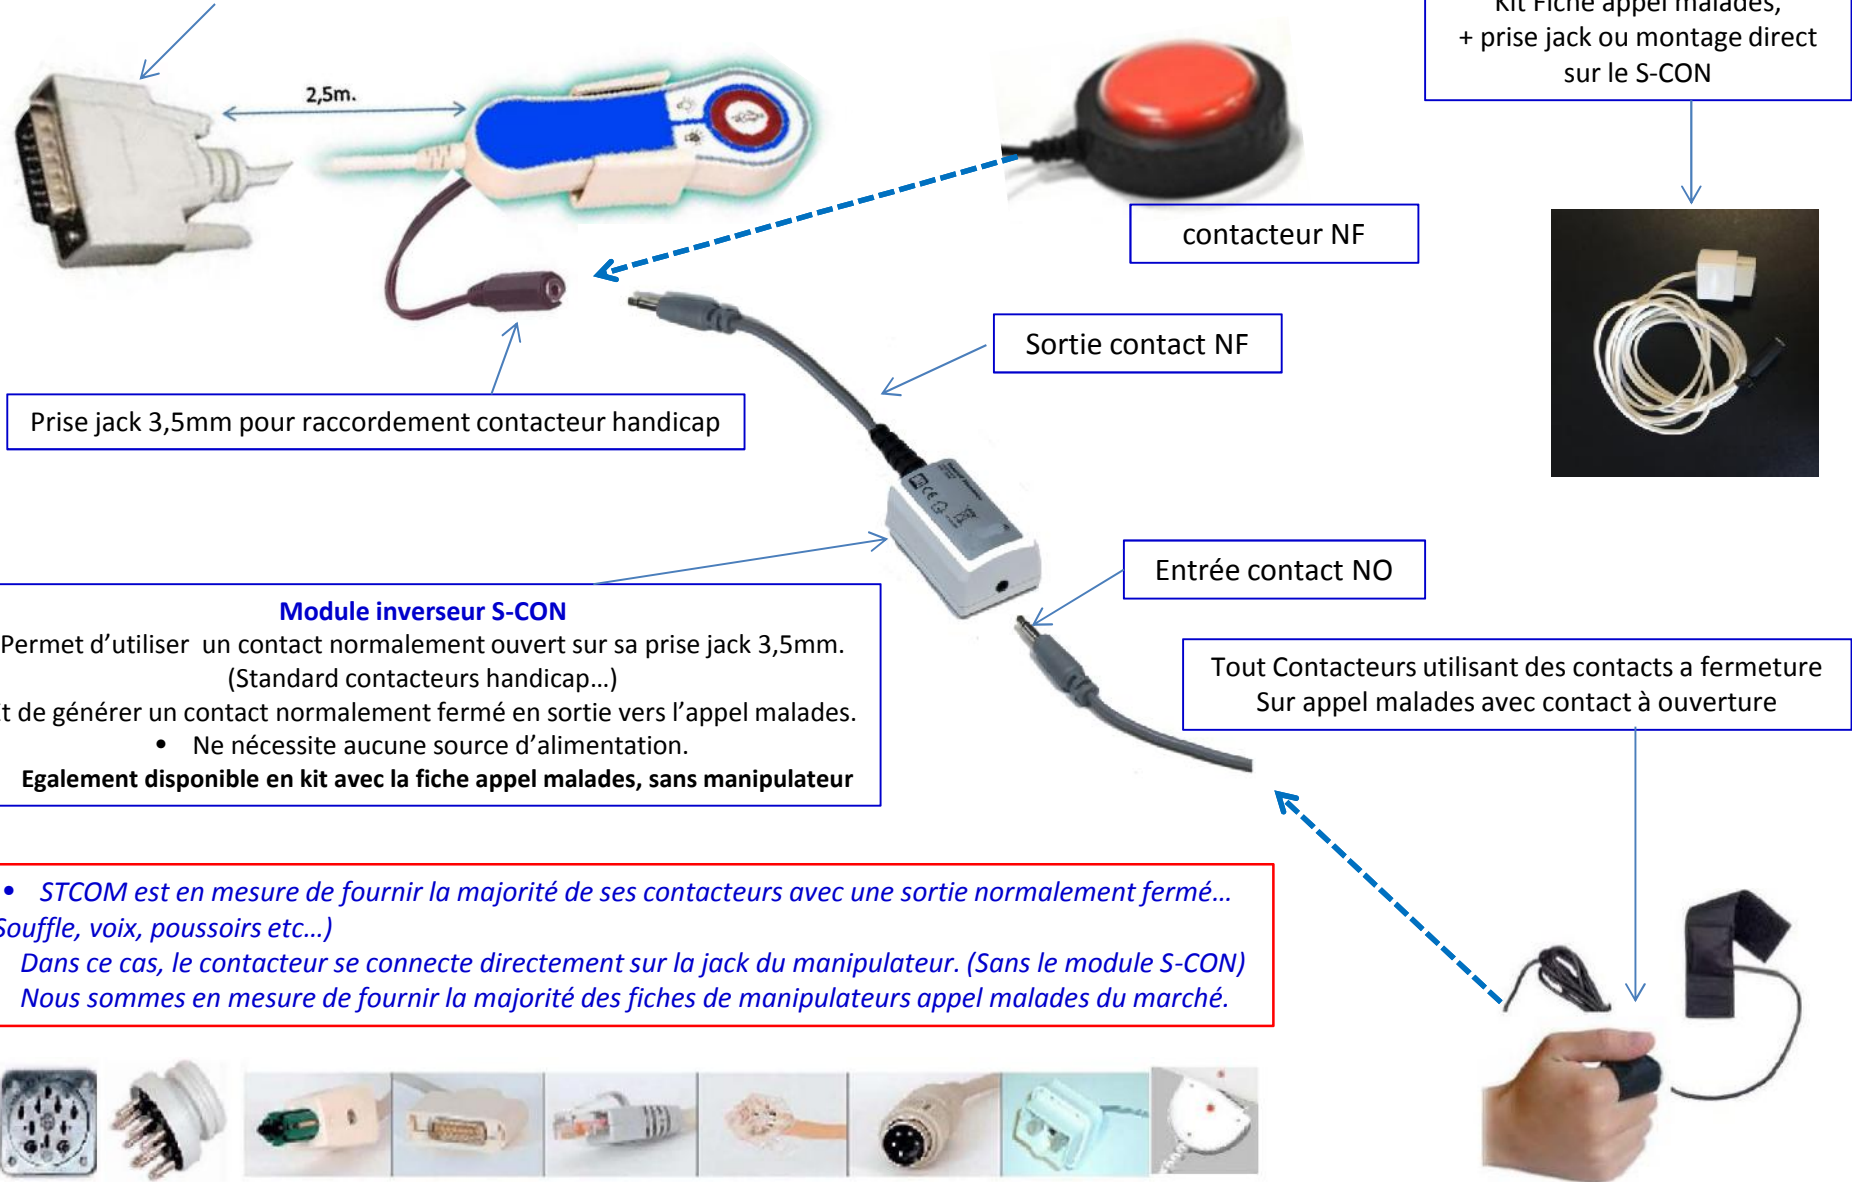 Kit Fiche appel malades,
+ prise jack ou montage direct
sur le S-CON
2,5m.
contacteur NF
Sortie contact NF
Prise jack 3,5mm pour raccordement contacteur handicap
Entrée contact NO
Module inverseur S-CON
Permet d’utiliser un contact normalement ouvert sur sa prise jack 3,5mm.
(Standard contacteurs handicap…)
t de générer un contact normalement fermé en sortie vers l’appel malades.
• Ne nécessite aucune source d’alimentation.
Egalement disponible en kit avec la fiche appel malades, sans manipulateur
Tout Contacteurs utilisant des contacts a fermeture
Sur appel malades avec contact à ouverture
• STCOM est en mesure de fournir la majorité de ses contacteurs avec une sortie normalement fermé…
Souffle, voix, poussoirs etc…)
Dans ce cas, le contacteur se connecte directement sur la jack du manipulateur. (Sans le module S-CON)
Nous sommes en mesure de fournir la majorité des fiches de manipulateurs appel malades du marché.